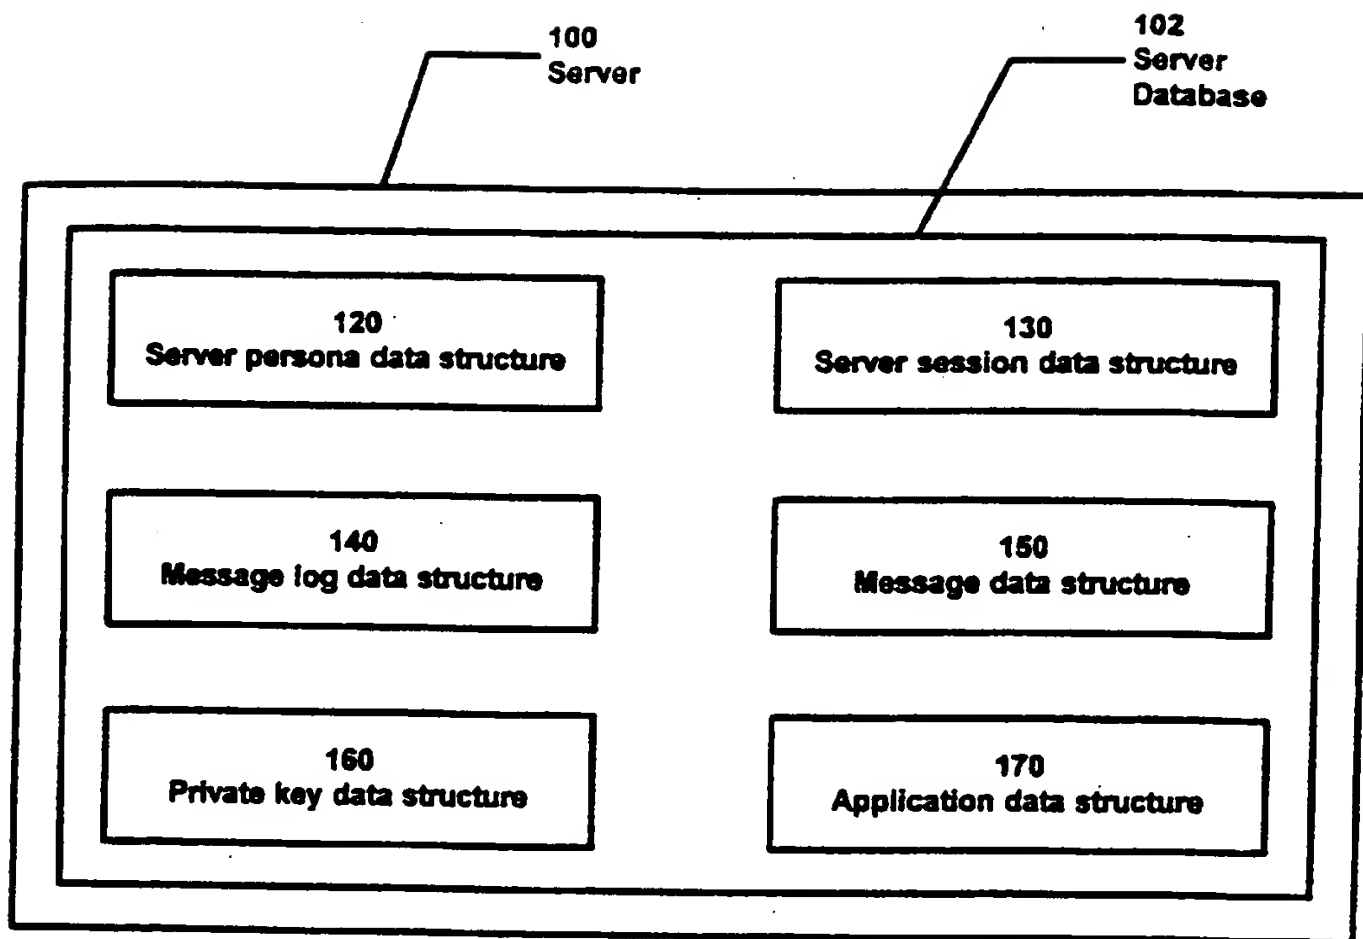 100
Server
102
Server
Database
120
Server persona data structure
130
Server session data structure
140
Message log data structure
150
Message data structure
160
Private key data structure
170
Application data structure